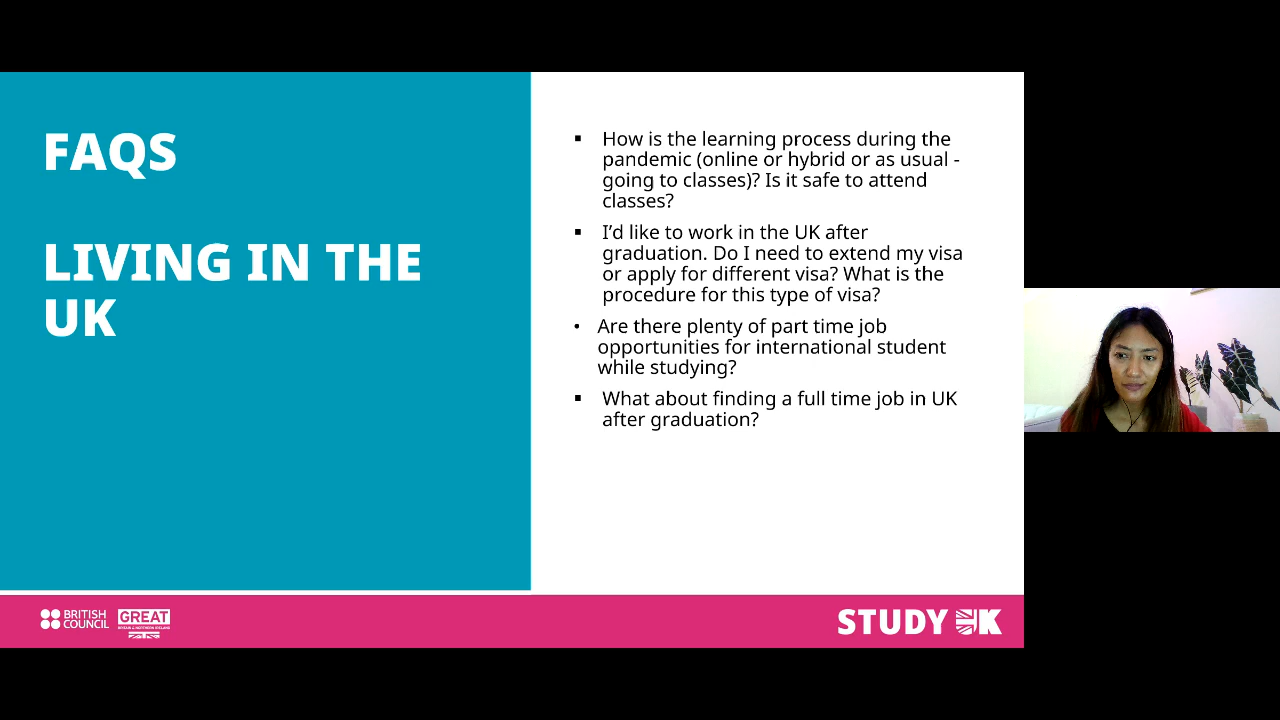 FAQS
LIVING IN THE
UK
How is the learning process during the
pandemic (online or hybrid or as usual -
going to classes)? Is it safe to attend
classes?
I’d like to work in the UK after
graduation. Do I need to extend my visa
or apply for different visa? What is the
procedure for this type of visa?
Are there plenty of part time job
opportunities for international student
while studying?
What about finding a full time job in UK
after graduation?
BRITISH
COUNCIL
GREAT
BRITAIN & NORTHERN IRELAND
STUDY UK